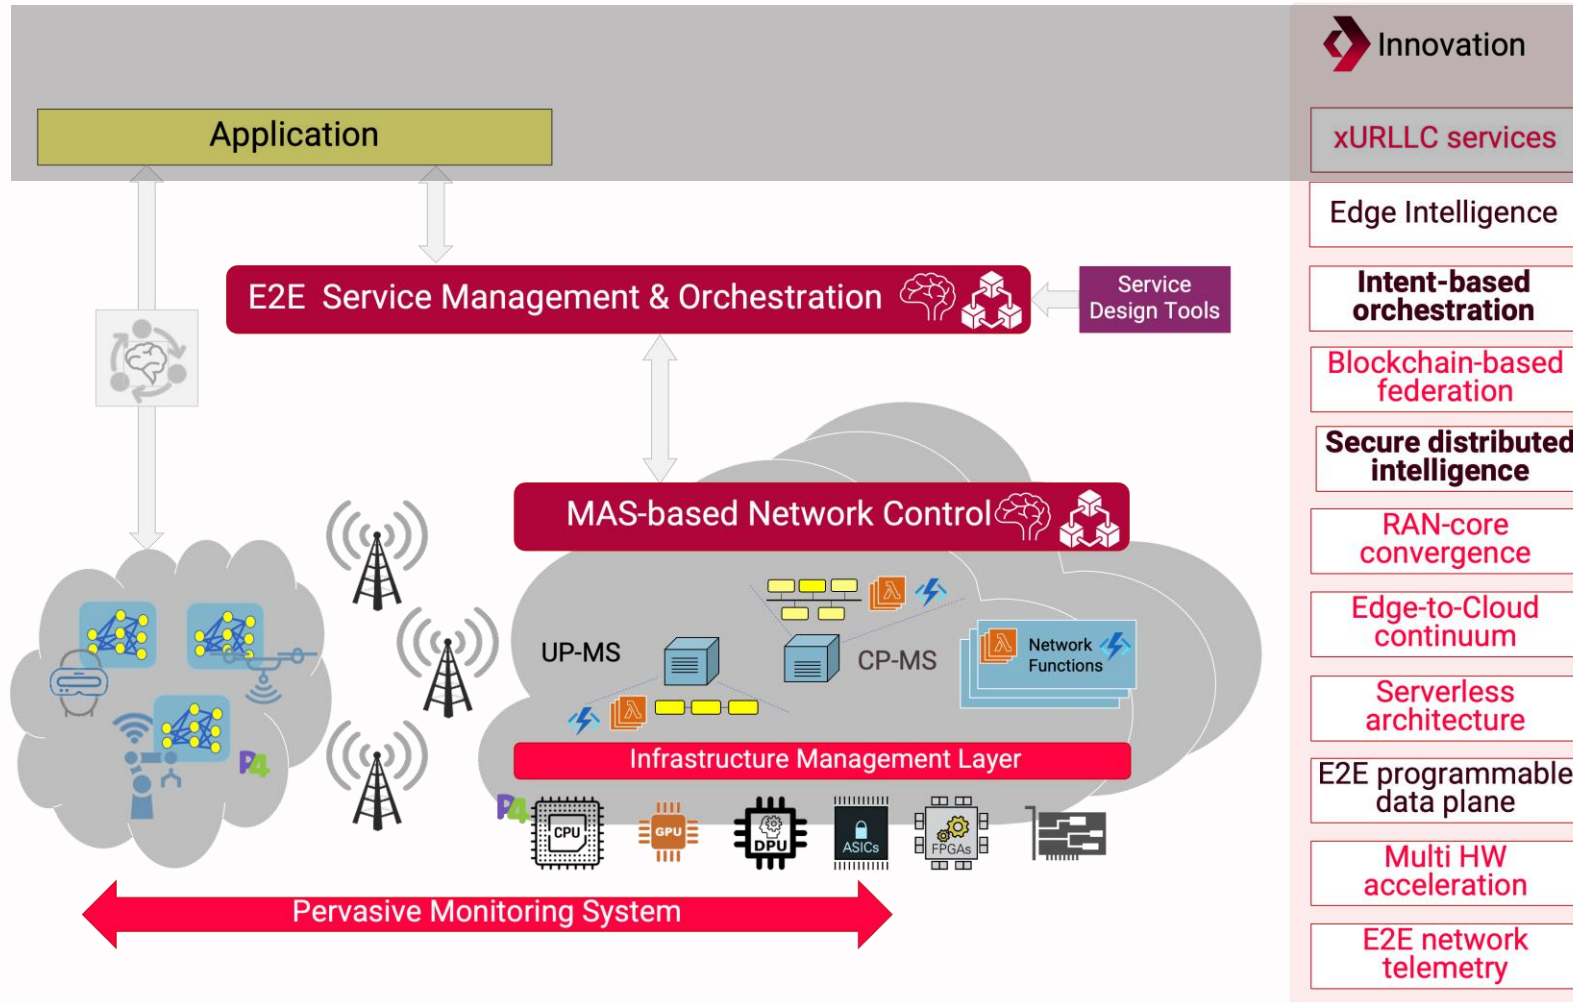 Innovation
Application
xURLLC services
Edge Intelligence
E2E Service Management & Orchestration
Service
Design Tools
Intent-based
orchestration
Blockchain-based
federation
Secure distributed
intelligence
MAS-based Network Control
RAN-core
convergence
UP-MS
CP-MS
λ
λ
λ
Network
Functions
Edge-to-Cloud
continuum
Serverless
architecture
P4
Infrastructure Management Layer
E2E programmable
data plane
P4
CPU
GPU
DPU
ASICs
FPGAs
Multi HW
acceleration
Pervasive Monitoring System
E2E network
telemetry